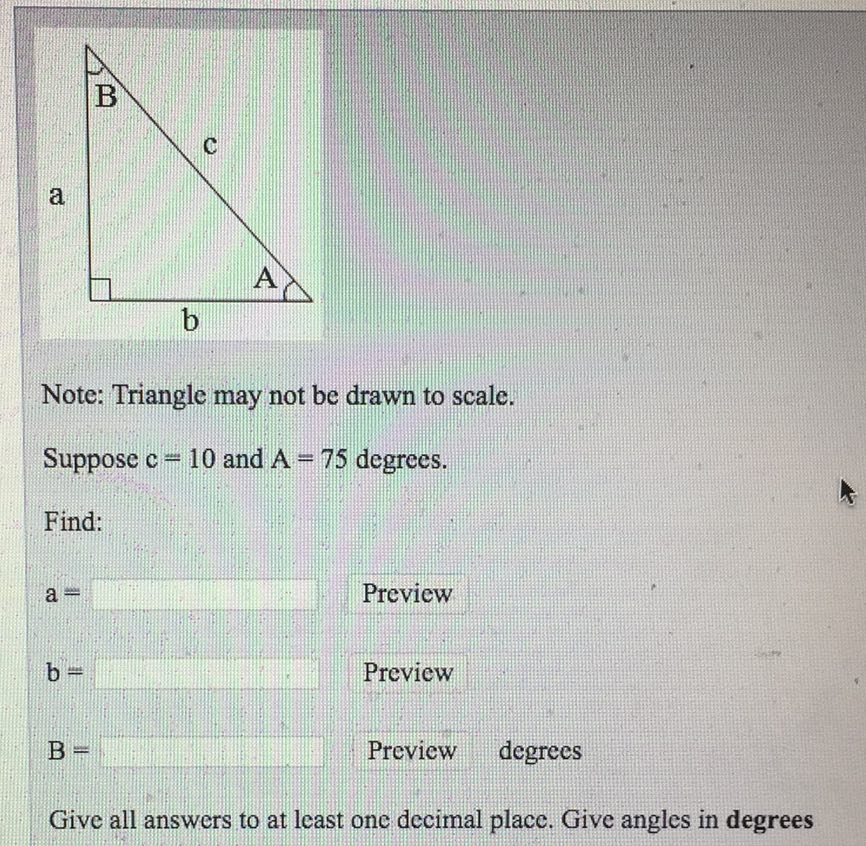 B
c
a
A
b
Note: Triangle may not be drawn to scale.
Suppose c = 10 and A = 75 degrees.
Find:
a = Preview
b = Preview
B = Preview degrees
Give all answers to at least one decimal place. Give angles in degrees